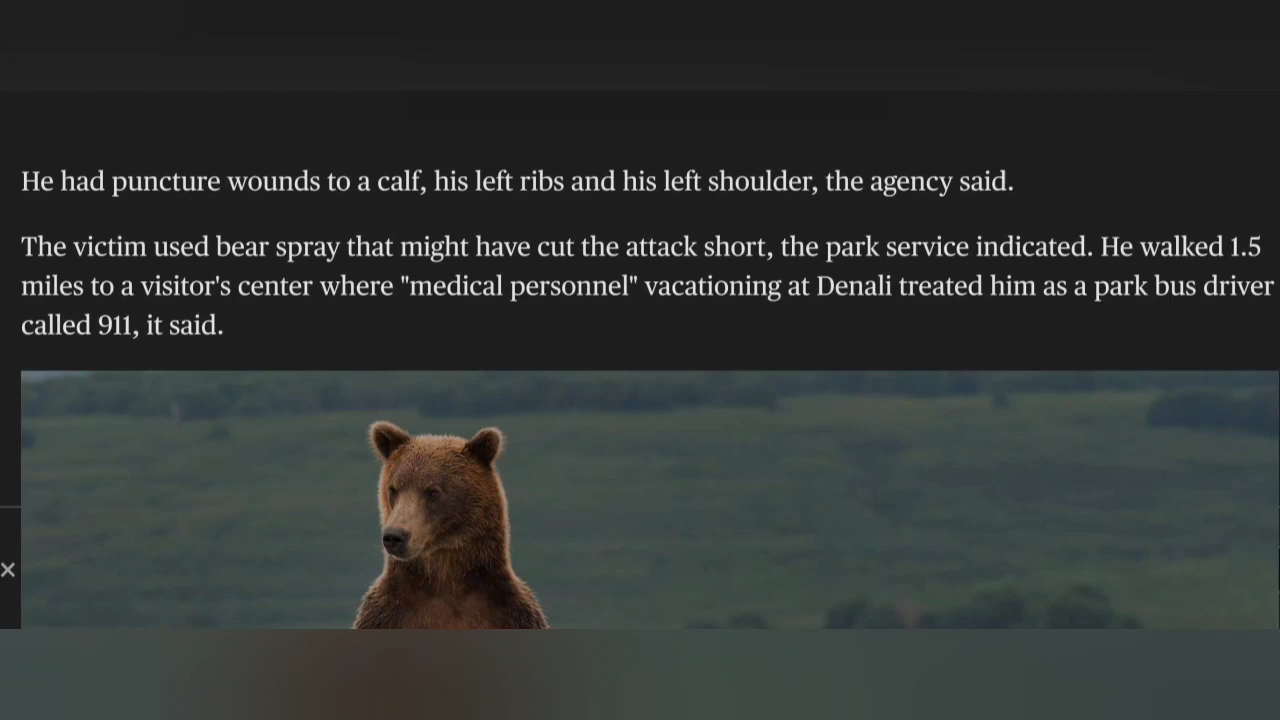 He had puncture wounds to a calf, his left ribs and his left shoulder, the agency said.
The victim used bear spray that might have cut the attack short, the park service indicated. He walked 1.5
miles to a visitor's center where "medical personnel" vacationing at Denali treated him as a park bus driver
called 911, it said.